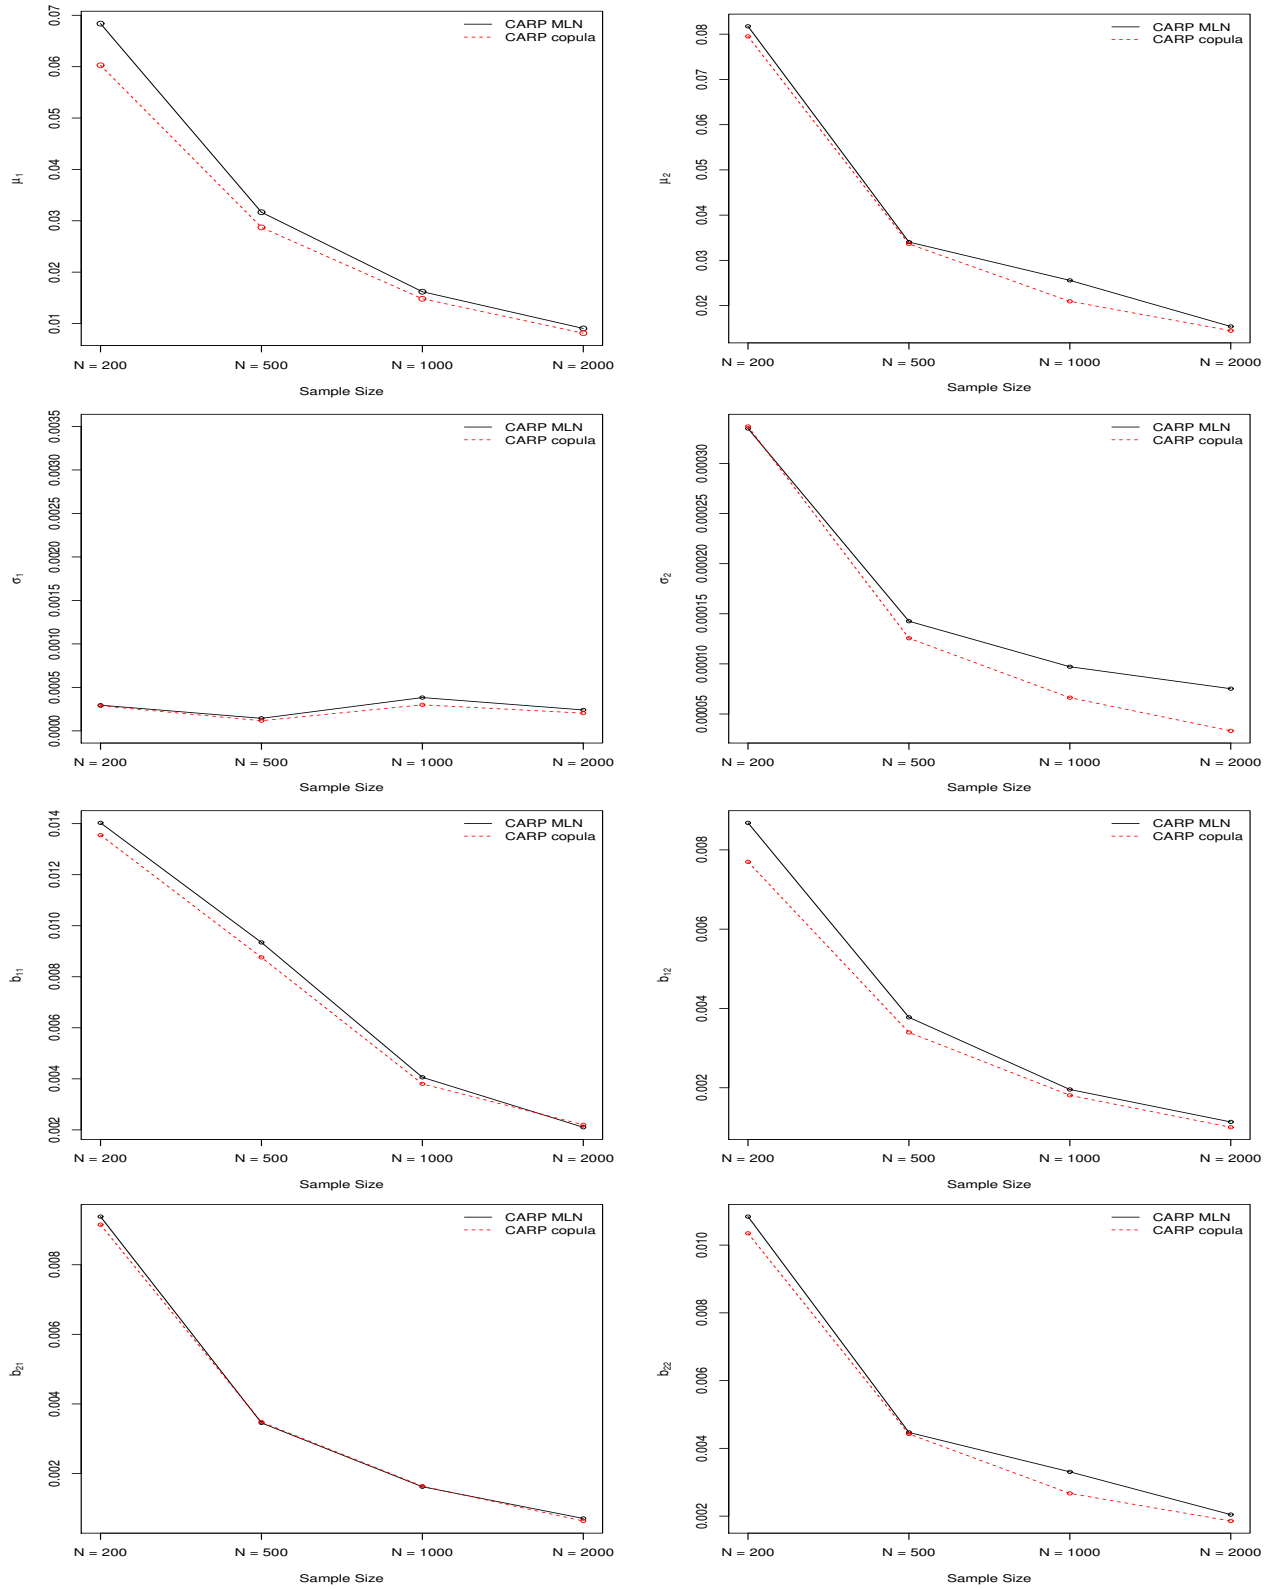 CARP MLN
CARP copula
0.07
0.06
0.05
0.04
0.03
0.02
0.01
μ1
N = 200 N = 500 N = 1000 N = 2000
Sample Size
CARP MLN
CARP copula
0.08
0.07
0.06
0.05
0.04
0.03
0.02
μ2
N = 200 N = 500 N = 1000 N = 2000
Sample Size
CARP MLN
CARP copula
0.0035
0.0030
0.0025
0.0020
0.0015
0.0010
0.0005
0.0000
σ1
N = 200 N = 500 N = 1000 N = 2000
Sample Size
CARP MLN
CARP copula
0.00030
0.00025
0.00020
0.00015
0.00010
0.00005
σ2
N = 200 N = 500 N = 1000 N = 2000
Sample Size
CARP MLN
CARP copula
0.014
0.012
0.010
0.008
0.006
0.004
0.002
b11
N = 200 N = 500 N = 1000 N = 2000
Sample Size
CARP MLN
CARP copula
0.008
0.006
0.004
0.002
b12
N = 200 N = 500 N = 1000 N = 2000
Sample Size
CARP MLN
CARP copula
0.008
0.006
0.004
0.002
b21
N = 200 N = 500 N = 1000 N = 2000
Sample Size
CARP MLN
CARP copula
0.010
0.008
0.006
0.004
0.002
b22
N = 200 N = 500 N = 1000 N = 2000
Sample Size